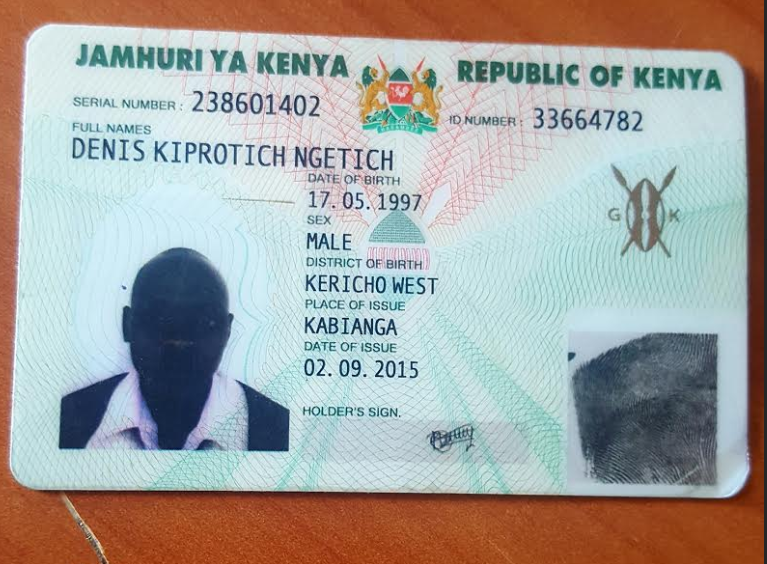 JAMHURI YA KENYA REPUBLIC OF KENYA
SERIAL NUMBER: 238601402 ID NUMBER: 33664782
FULL NAMES
DENIS KIPROTICH NGETICH
DATE OF BIRTH
17.05.1997
SEX
MALE
DISTRICT OF BIRTH
KERICHO WEST
PLACE OF ISSUE
KABIANGA
DATE OF ISSUE
02.09.2015
HOLDER'S SIGN.
G K